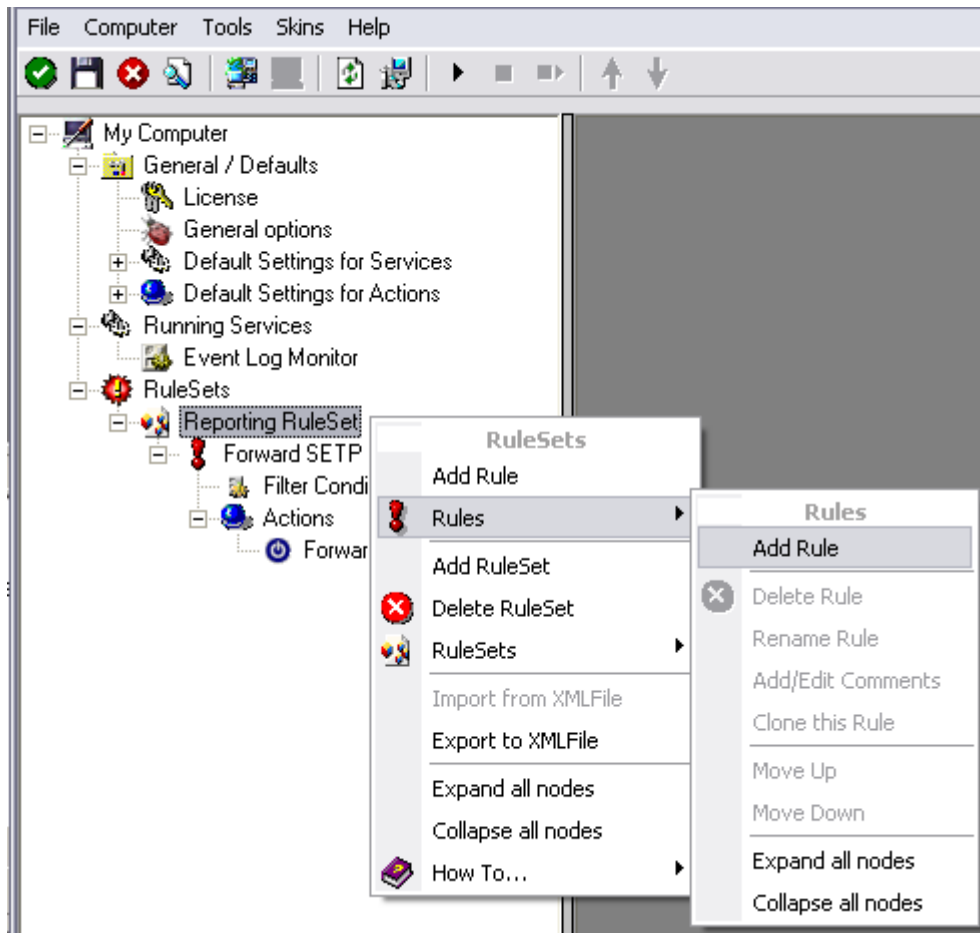 File Computer Tools Skins Help
My Computer
General / Defaults
License
General options
Default Settings for Services
Default Settings for Actions
Running Services
Event Log Monitor
RuleSets
Reporting RuleSet
Forward SETP
Filter Condi
Actions
Forwar
RuleSets
Add Rule
Rules
Add RuleSet
Delete RuleSet
RuleSets
Import from XMLFile
Export to XMLFile
Expand all nodes
Collapse all nodes
How To...
Rules
Add Rule
Delete Rule
Rename Rule
Add/Edit Comments
Clone this Rule
Move Up
Move Down
Expand all nodes
Collapse all nodes